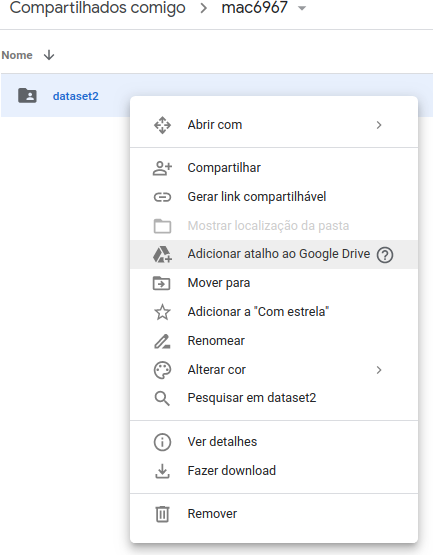 Compartilhados comigo > mac6967
Nome
dataset2
Abrir com
Compartilhar
Gerar link compartilhável
Mostrar localização da pasta
Adicionar atalho ao Google Drive
Mover para
Adicionar a "Com estrela"
Renomear
Alterar cor
Pesquisar em dataset2
Ver detalhes
Fazer download
Remover